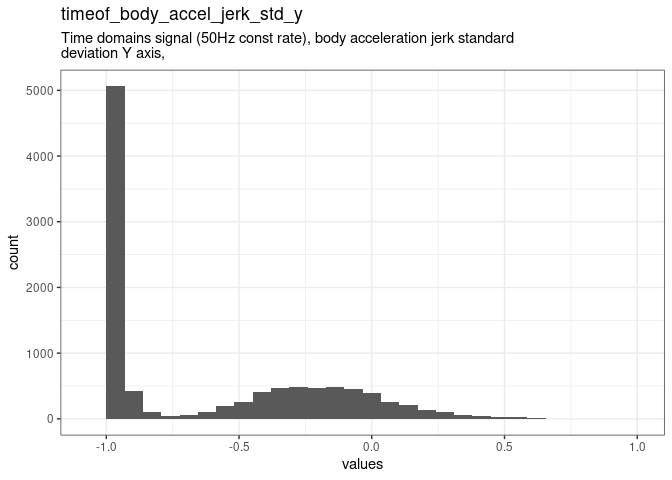 timeof_body_accel_jerk_std_y
Time domains signal (50Hz const rate), body acceleration jerk standard
deviation Y axis,
5000
4000
3000
2000
1000
0
count
-1.0
-0.5
0.0
0.5
1.0
values